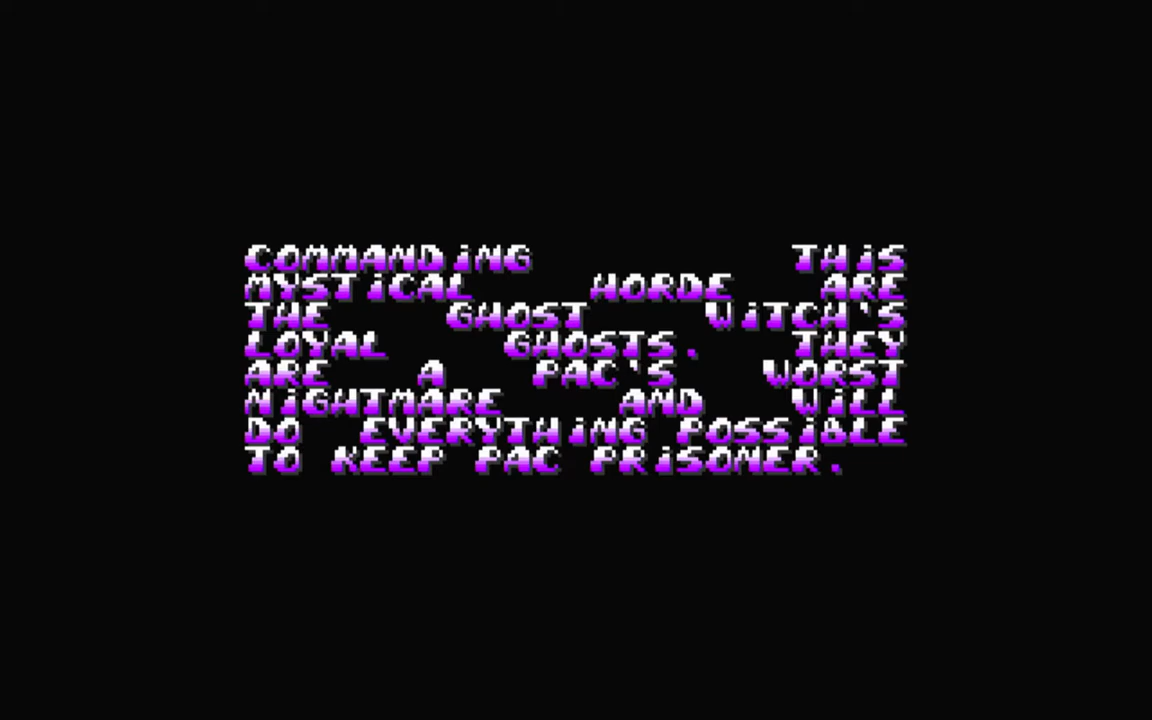 COMMANDiNG THiS
MYSTiCAL HORDE ARE
THE GHOST WiTCH'S
LOYAL GHOSTS. THEY
ARE A PAC'S WORST
NiGHTMARE AND WiLL
DO EVERYTHiNG POSSiBLE
TO KEEP PAC PRiSONER.